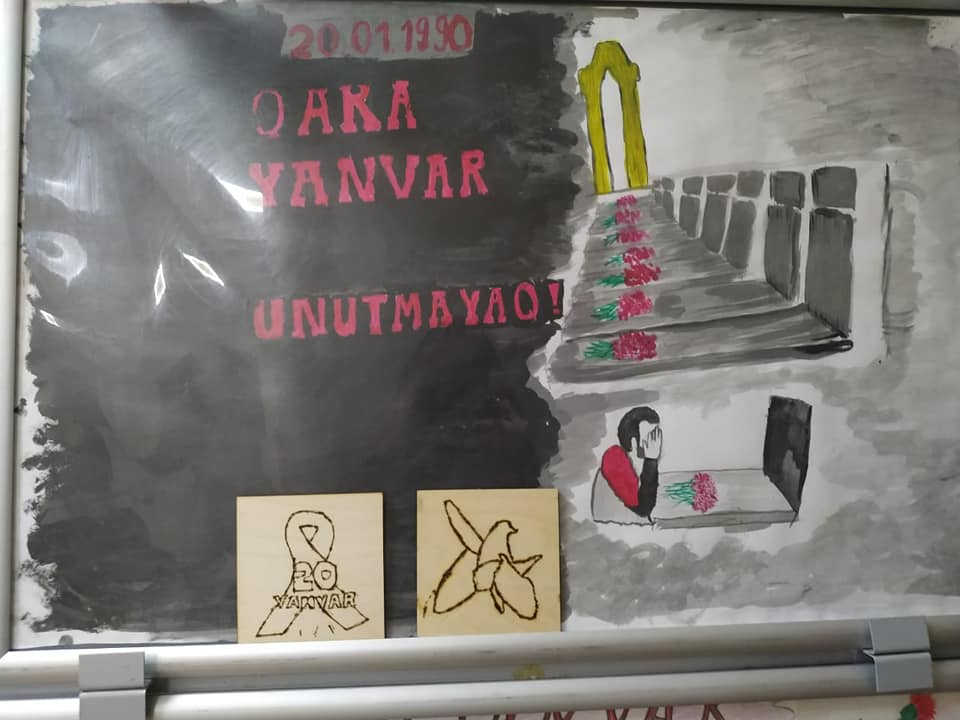 20.01.1990
QARA
YANVAR
UNUTMAYAQ!
20
YANVAR